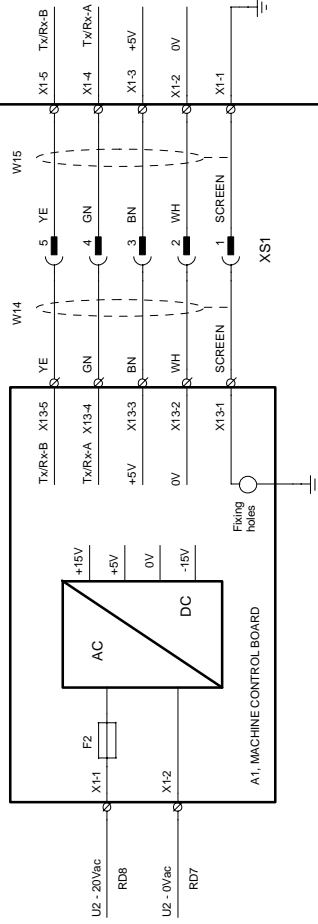 Tx/Rx-B
Tx/Rx-A
+5V
0V
X1-5
X1-4
X1-3
X1-2
X1-1
W15
YE
GN
BN
WH
SCREEN
5
4
3
2
1
XS1
W14
YE
GN
BN
WH
SCREEN
X13-5
X13-4
X13-3
X13-2
X13-1
Tx/Rx-B
Tx/Rx-A
+5V
0V
Fixing
holes
+15V
+5V
0V
-15V
AC
DC
F2
X1-1
X1-2
A1, MACHINE CONTROL BOARD
U2 - 20Vac
RD8
U2 - 0Vac
RD7